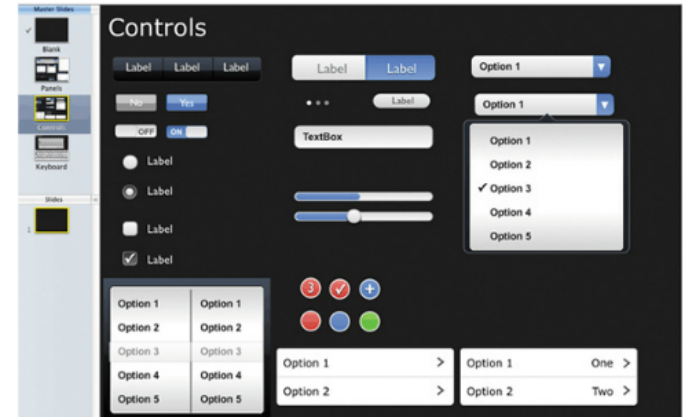 Master Slides
Blank
Panels
Controls
Keyboard
Slides
1
Controls
Label Label Label
Label Label
Option 1
No Yes
Label
Option 1
OFF ON
TextBox
Label
Label
Label
Label
Option 1
Option 2
✓ Option 3
Option 4
Option 5
3
Option 1 Option 1
Option 2 Option 2
Option 3 Option 3
Option 4 Option 4
Option 5 Option 5
Option 1 >
Option 2 >
Option 1 One >
Option 2 Two >